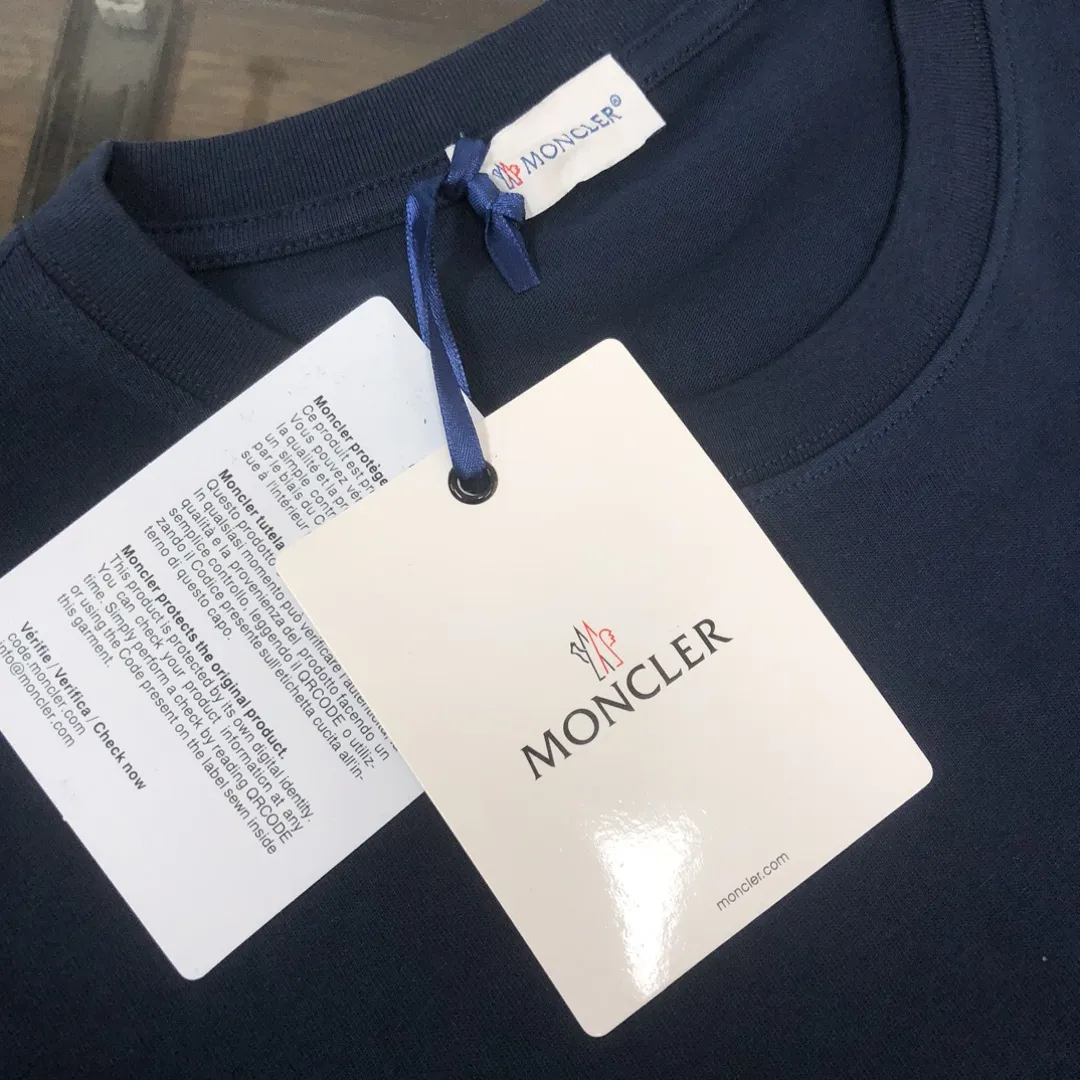 MONCLER®
Moncler protège
Ce produit est p
Vous pouvez vér
la qualité et la pr
un simple contr
par le biais du C
sue à l'intérieur
Moncler tutela
Questo prodotto
In qualsiasi momento può verificare
qualità e la provenienza del prodotto facendo un
semplice controllo, leggendo il QRCODE o utiliz-
zando il Codice presente sull'etichetta cucita all'in-
terno di questo capo.
Moncler protects the original product.
This product is protected by its own digital identity.
You can check your product information at any
time. Simply perform a check by reading QRCODE
or using the Code present on the label sewn inside
this garment.
Vérifie / Verifica / Check now
code.moncler.com
info@moncler.com
MONCLER
moncler.com